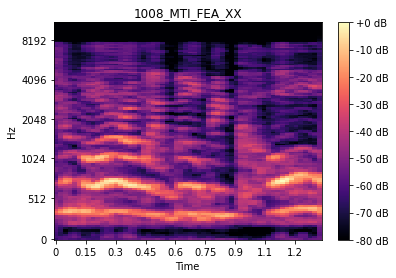 1008_MTI_FEA_XX
+0 dB
8192
-10 dB
4096
-20 dB
-30 dB
2048
Hz
-40 dB
1024
-50 dB
512
-60 dB
-70 dB
0
-80 dB
0 0.15 0.3 0.45 0.6 0.75 0.9 1.1 1.2
Time